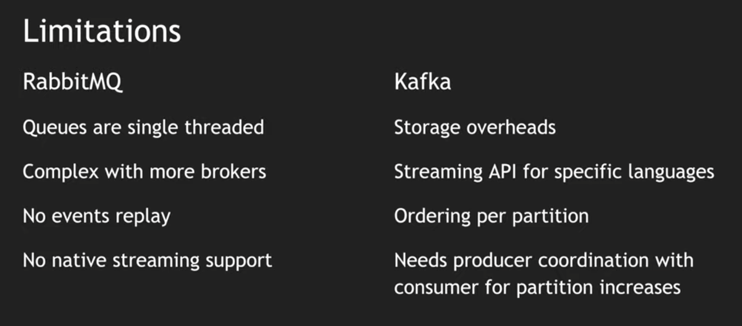 Limitations
RabbitMQ
Queues are single threaded
Complex with more brokers
No events replay
No native streaming support
Kafka
Storage overheads
Streaming API for specific languages
Ordering per partition
Needs producer coordination with
consumer for partition increases